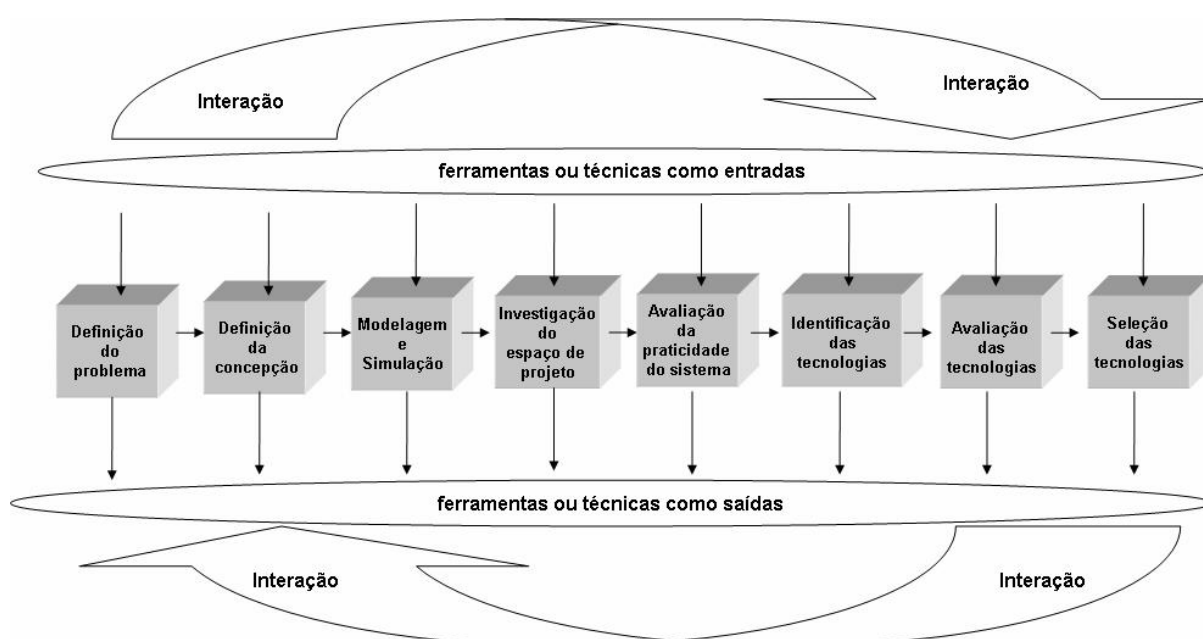 Interação
Interação
ferramentas ou técnicas como entradas
Definição
do
problema
Definição
da
concepção
Modelagem
e
Simulação
Investigação
do
espaço de
projeto
Avaliação
da
praticidade
do sistema
Identificação
das
tecnologias
Avaliação
das
tecnologias
Seleção
das
tecnologias
ferramentas ou técnicas como saídas
Interação
Interação